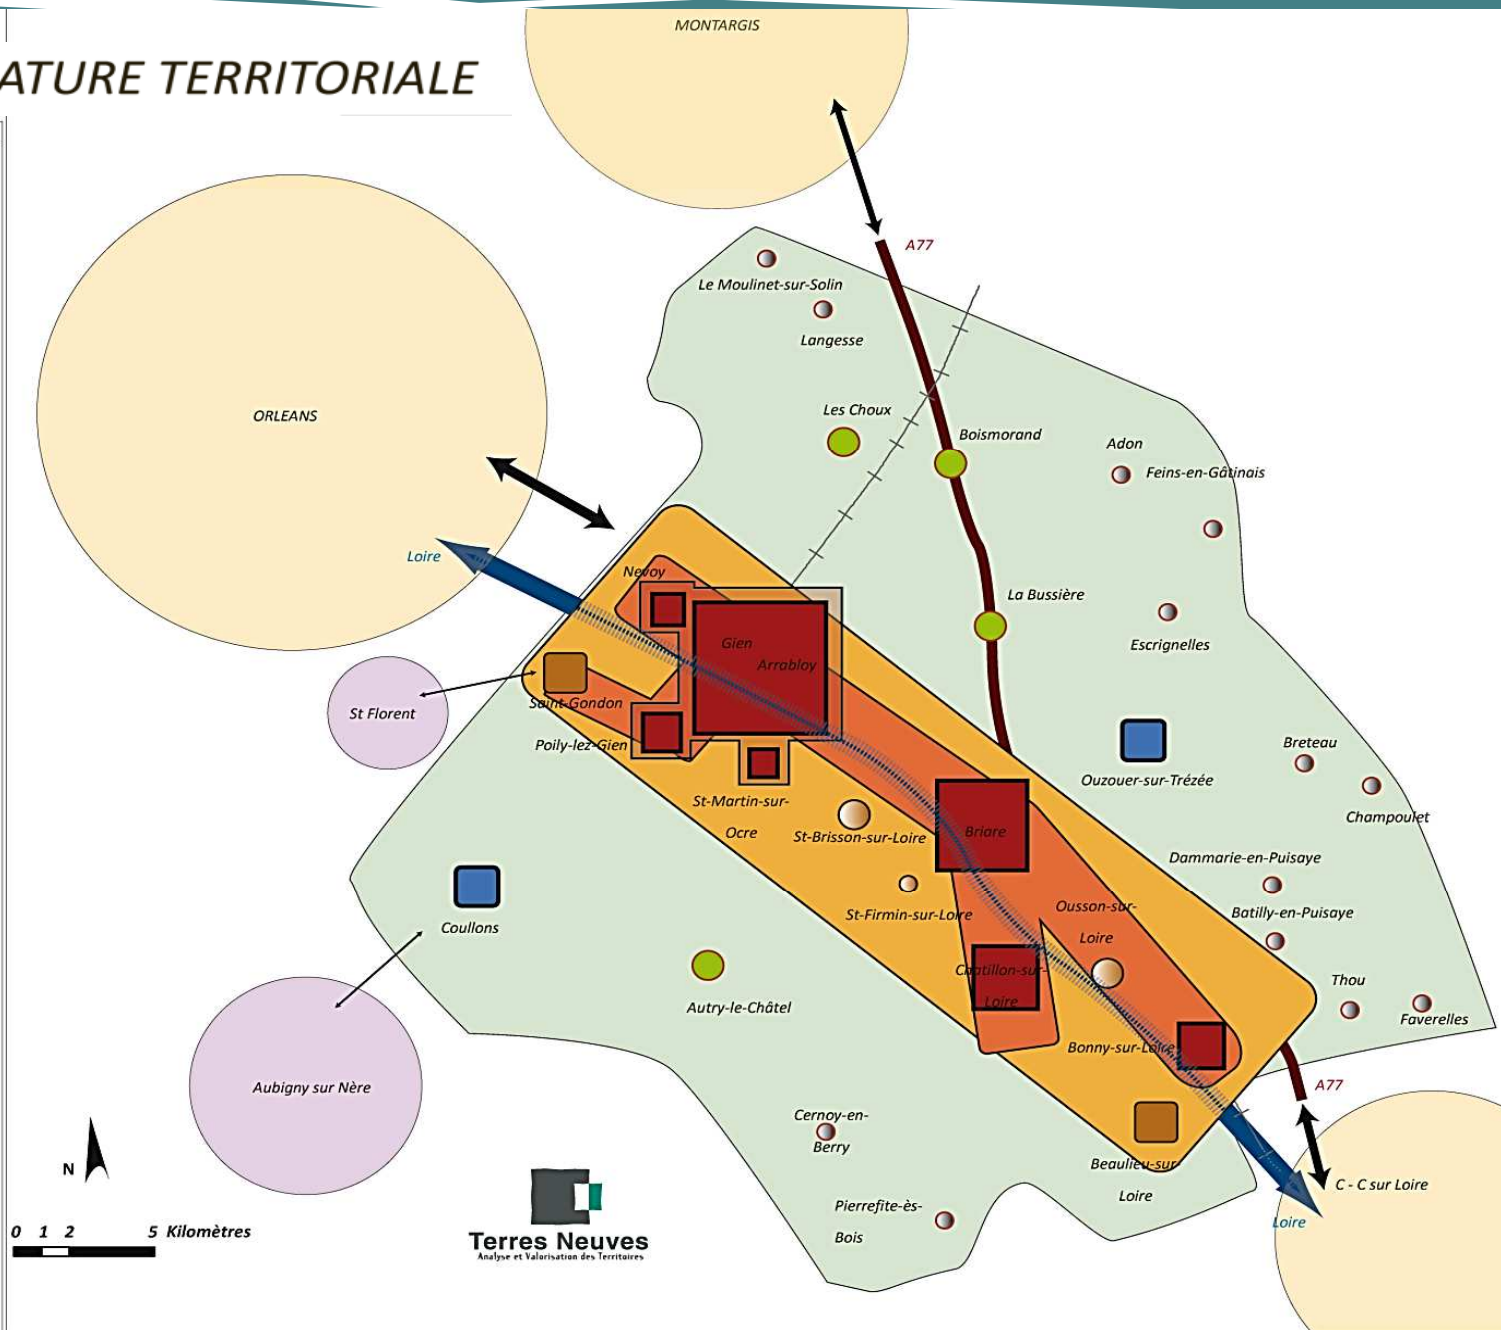 MONTARGIS
ATURE TERRITORIALE
A77
Le Moulinet-sur-Solin
Langesse
ORLEANS
Les Choux
Boismorand
Adon
Feins-en-Gâtinais
Loire
Nevoy
La Bussière
Escrignelles
Gien
Arrabloy
Saint-Gondon
St Florent
Poily-lez-Gien
Breteau
Ouzouer-sur-Trézée
St-Martin-sur-
Ocre
St-Brisson-sur-Loire
Briare
Champoulet
Dammarie-en-Puisaye
Ousson-sur-
Loire
St-Firmin-sur-Loire
Batilly-en-Puisaye
Coullons
Chatillon-sur-
Loire
Thou
Faverelles
Autry-le-Châtel
Bonny-sur-Loire
Aubigny sur Nère
A77
Cernoy-en-
Berry
Beaulieu-sur-
Loire
C - C sur Loire
N
Pierrefite-ès-
Bois
Loire
0 1 2 5 Kilomètres
Terres Neuves
Analyse et Valorisation des Territoires